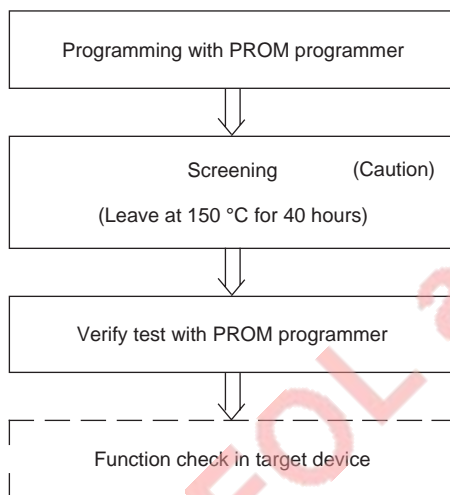 Programming with PROM programmer
Screening (Caution)
(Leave at 150 °C for 40 hours)
Verify test with PROM programmer
Function check in target device